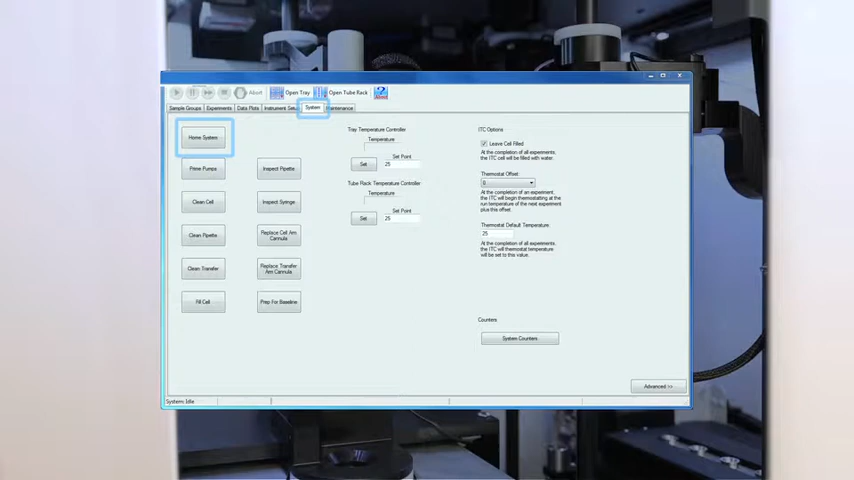 Abort
Open Tray
Open Tube Rack
?
Sample Groups
Experiments
Data Plots
Instrument Setu
System
Maintenance
Home System
Prime Pumps
Clean Cell
Clean Pipette
Clean Transfer
Fill Cell
Inspect Pipette
Inspect Syringe
Replace Cell Arm
Cannula
Replace Transfer
Arm Cannula
Prep For Baseline
Tray Temperature Controller
Temperature
Set Point
Set
25
Tube Rack Temperature Controller
Temperature
Set Point
Set
25
ITC Options
Leave Cell Filled
At the completion of all experiments,
the ITC cell will be filled with water.
Thermostat Offset:
At the completion of an experiment,
the ITC will begin thermostatting at the
run temperature of the next experiment
plus this offset.
Thermostat Default Temperature
25
At the completion of all experiments,
the ITC will thermostat temperature
will be set to this value.
Counters
System Counters
Advanced >>
System: Idle